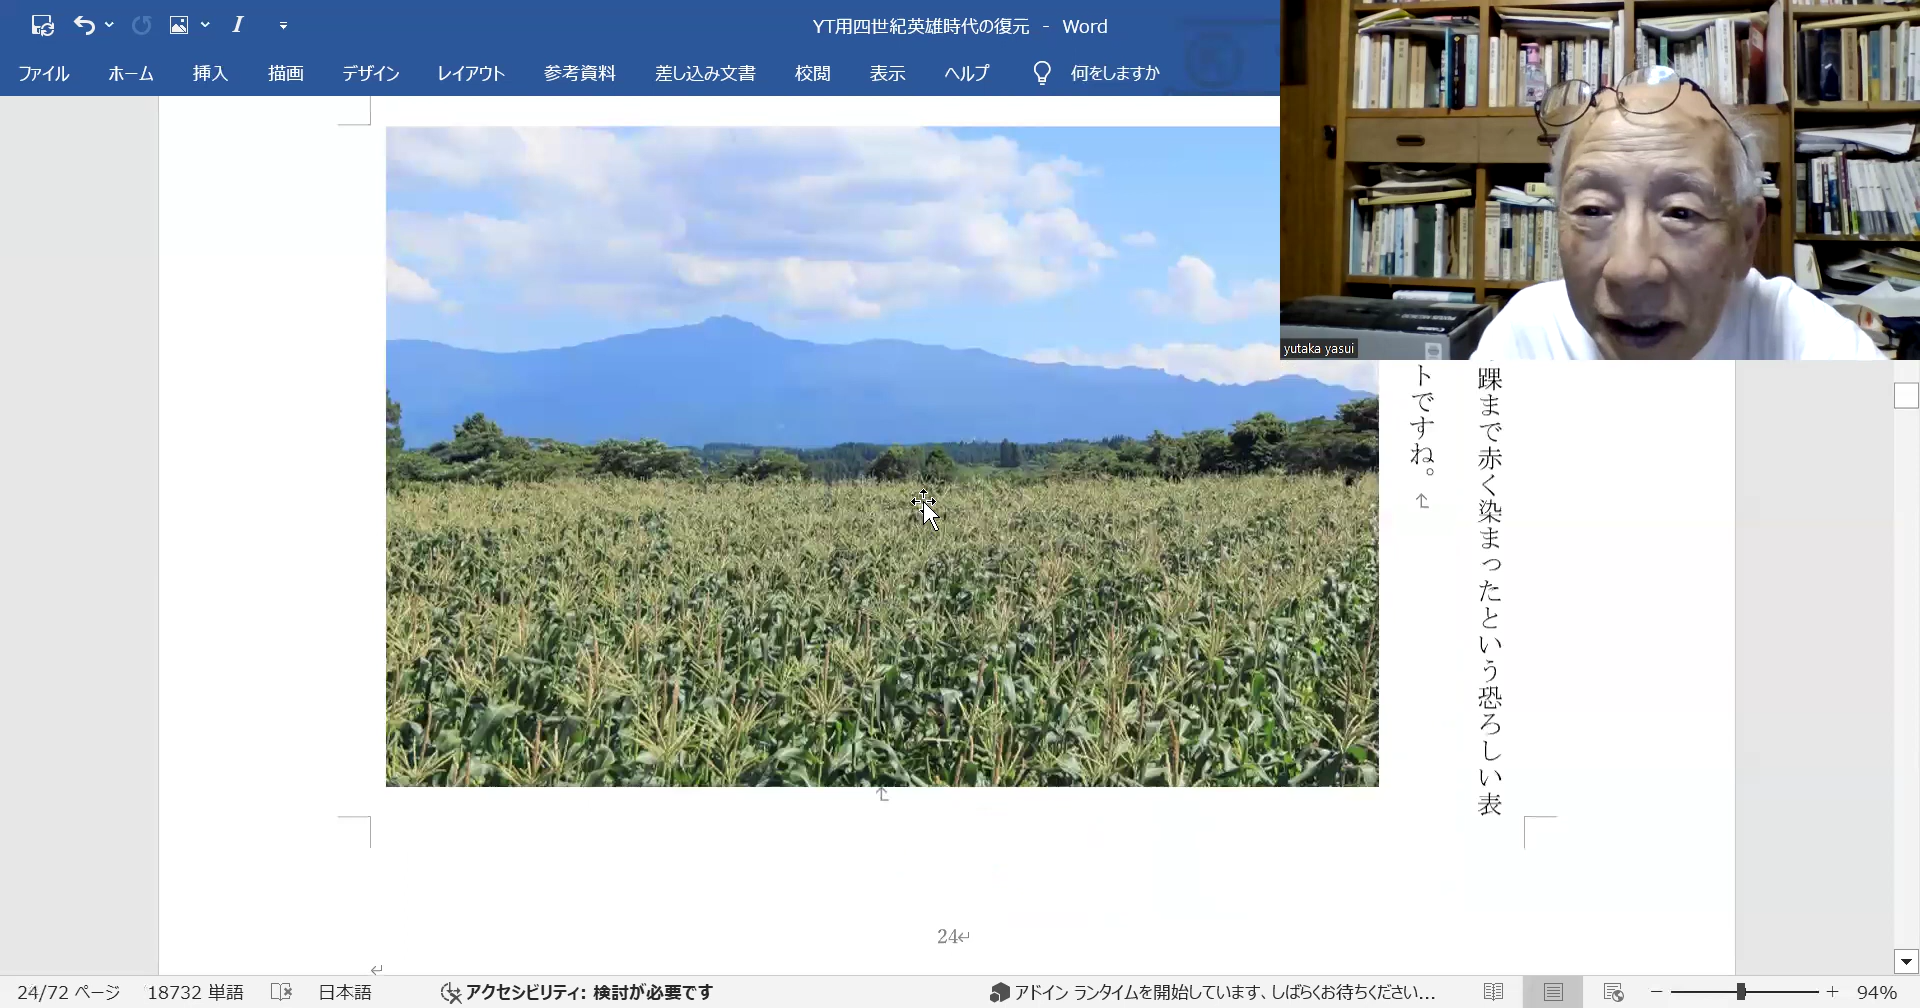 YT用四世紀英雄時代の復元 - Word
ファイル ホーム 挿入 描画 デザイン レイアウト 参考資料 差し込み文書 校閲 表示 ヘルプ 何をしますか
yutaka yasui
踝まで赤く染まったという恐ろしい表
トですね。
24
24/72 ページ 18732 単語 日本語 アクセシビリティ: 検討が必要です アドイン ランタイムを開始しています、しばらくお待ちください... 94%